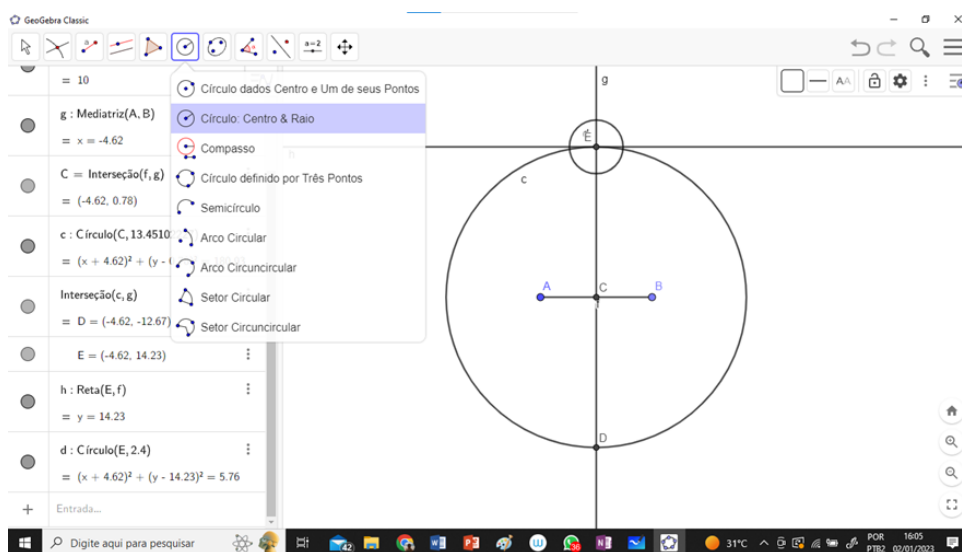 GeoGebra Classic
a=2
= 10
g : Mediatriz(A, B)
= x = -4.62
C = Interseção(f, g)
= (-4.62, 0.78)
c : Círculo(C, 13.4510
= (x + 4.62)² + (y -
Interseção(c, g)
= D = (-4.62, -12.67)
E = (-4.62, 14.23)
h : Reta(E, f)
= y = 14.23
d : Círculo(E, 2.4)
= (x + 4.62)² + (y - 14.23)² = 5.76
Entrada...
Círculo dados Centro e Um de seus Pontos
Círculo: Centro & Raio
Compasso
Círculo definido por Três Pontos
Semicírculo
Arco Circular
Arco Circuncircular
Setor Circular
Setor Circuncircular
AA
g
h
E
c
A
C
B
f
D
Digite aqui para pesquisar
31°C
POR
PTB2
16:05
02/01/2023